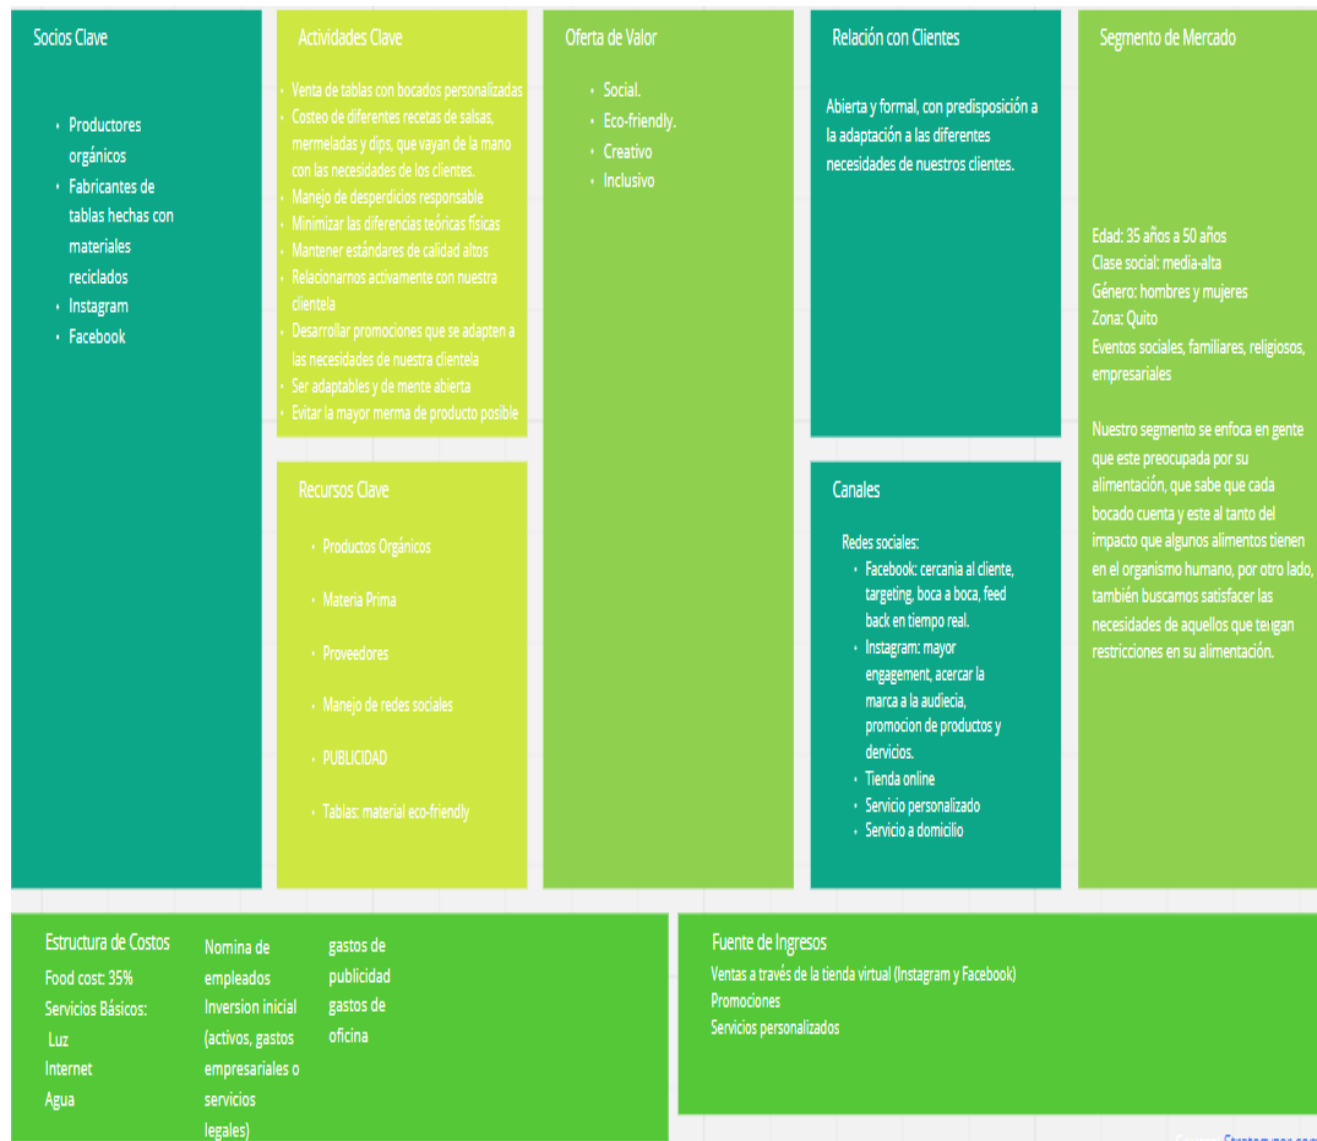 Socios Clave
Productores
orgánicos
Fabricantes de
tablas hechas con
materiales
reciclados
Instagram
Facebook
Actividades Clave
Venta de tablas con bocados personalizadas
Costeo de diferentes recetas de salsas,
mermeladas y dips, que vayan de la mano
con las necesidades de los clientes.
Manejo de desperdicios responsable
Minimizar las diferencias teóricas físicas
Mantener estándares de calidad altos
Relacionarnos activamente con nuestra
clientela
Desarrollar promociones que se adapten a
las necesidades de nuestra clientela
Ser adaptables y de mente abierta
Evitar la mayor merma de producto posible
Recursos Clave
Productos Orgánicos
Materia Prima
Proveedores
Manejo de redes sociales
PUBLICIDAD
Tablas: material eco-friendly
Oferta de Valor
Social.
Eco-friendly.
Creativo
Inclusivo
Relación con Clientes
Abierta y formal, con predisposición a
la adaptación a las diferentes
necesidades de nuestros clientes.
Canales
Redes sociales:
Facebook: cercania al cliente,
targeting, boca a boca, feed
back en tiempo real.
Instagram: mayor
engagement, acercar la
marca a la audiecia,
promocion de productos y
dervicios.
Tienda online
Servicio personalizado
Servicio a domicilio
Segmento de Mercado
Edad: 35 años a 50 años
Clase social: media-alta
Género: hombres y mujeres
Zona: Quito
Eventos sociales, familiares, religiosos,
empresariales
Nuestro segmento se enfoca en gente
que este preocupada por su
alimentación, que sabe que cada
bocado cuenta y este al tanto del
impacto que algunos alimentos tienen
en el organismo humano, por otro lado,
también buscamos satisfacer las
necesidades de aquellos que tengan
restricciones en su alimentación.
Estructura de Costos
Food cost: 35%
Servicios Básicos:
Luz
Internet
Agua
Nomina de
empleados
Inversion inicial
(activos, gastos
empresariales o
servicios
legales)
gastos de
publicidad
gastos de
oficina
Fuente de Ingresos
Ventas a través de la tienda virtual (Instagram y Facebook)
Promociones
Servicios personalizados